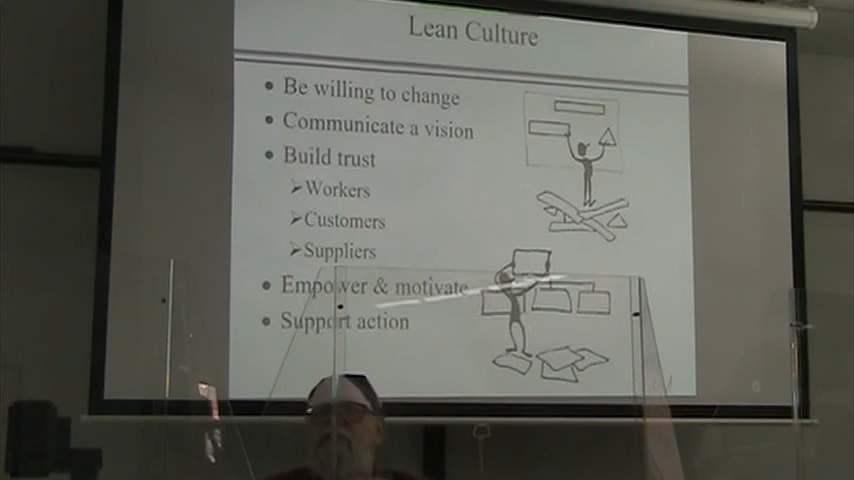 Lean Culture
• Be willing to change
• Communicate a vision
• Build trust
➢Workers
➢Customers
➢Suppliers
• Empower & motivate
• Support action